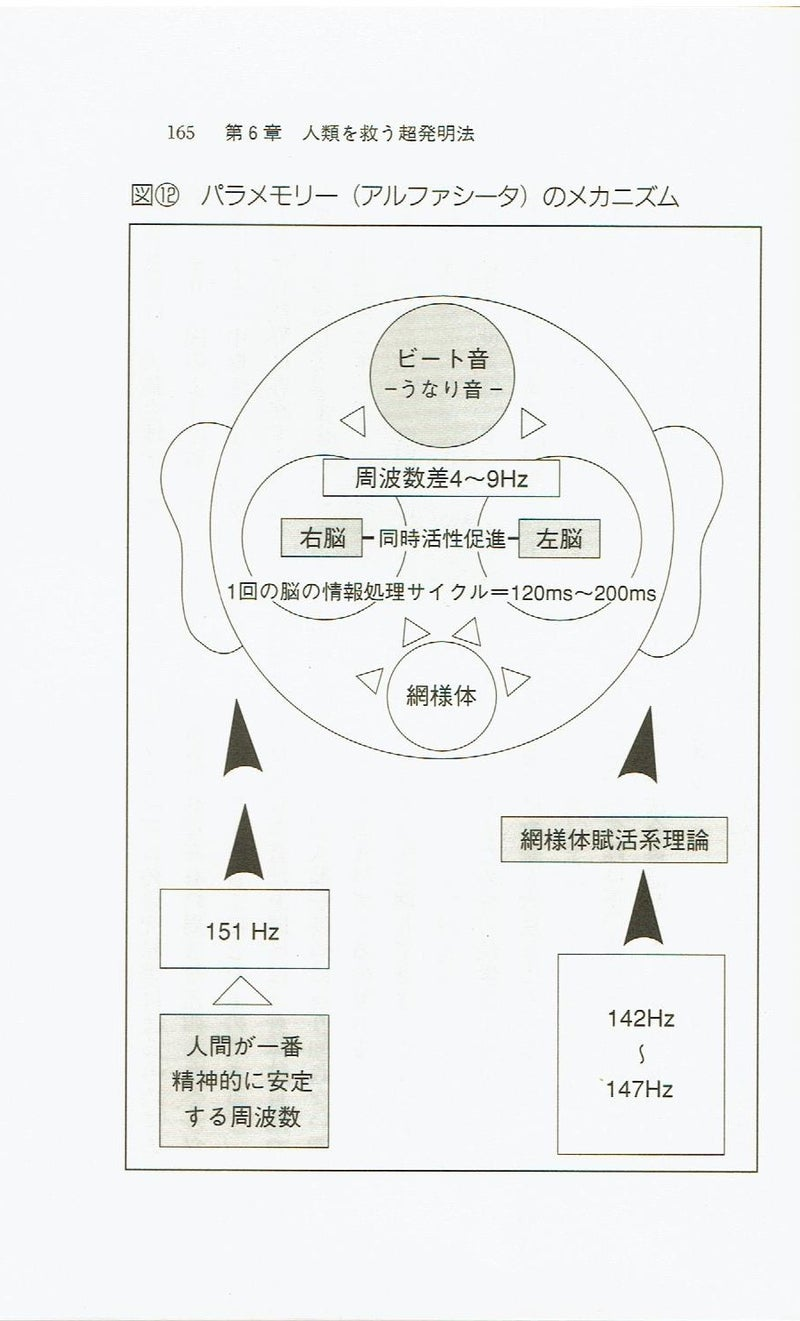 165 第6章 人類を救う超発明法
図⑫ パラメモリー（アルファシータ）のメカニズム
ビート音
−うなり音−
周波数差4〜9Hz
右脳 同時活性促進 左脳
1回の脳の情報処理サイクル＝120ms〜200ms
網様体
網様体賦活系理論
151 Hz
人間が一番
精神的に安定
する周波数
142Hz
〜
147Hz